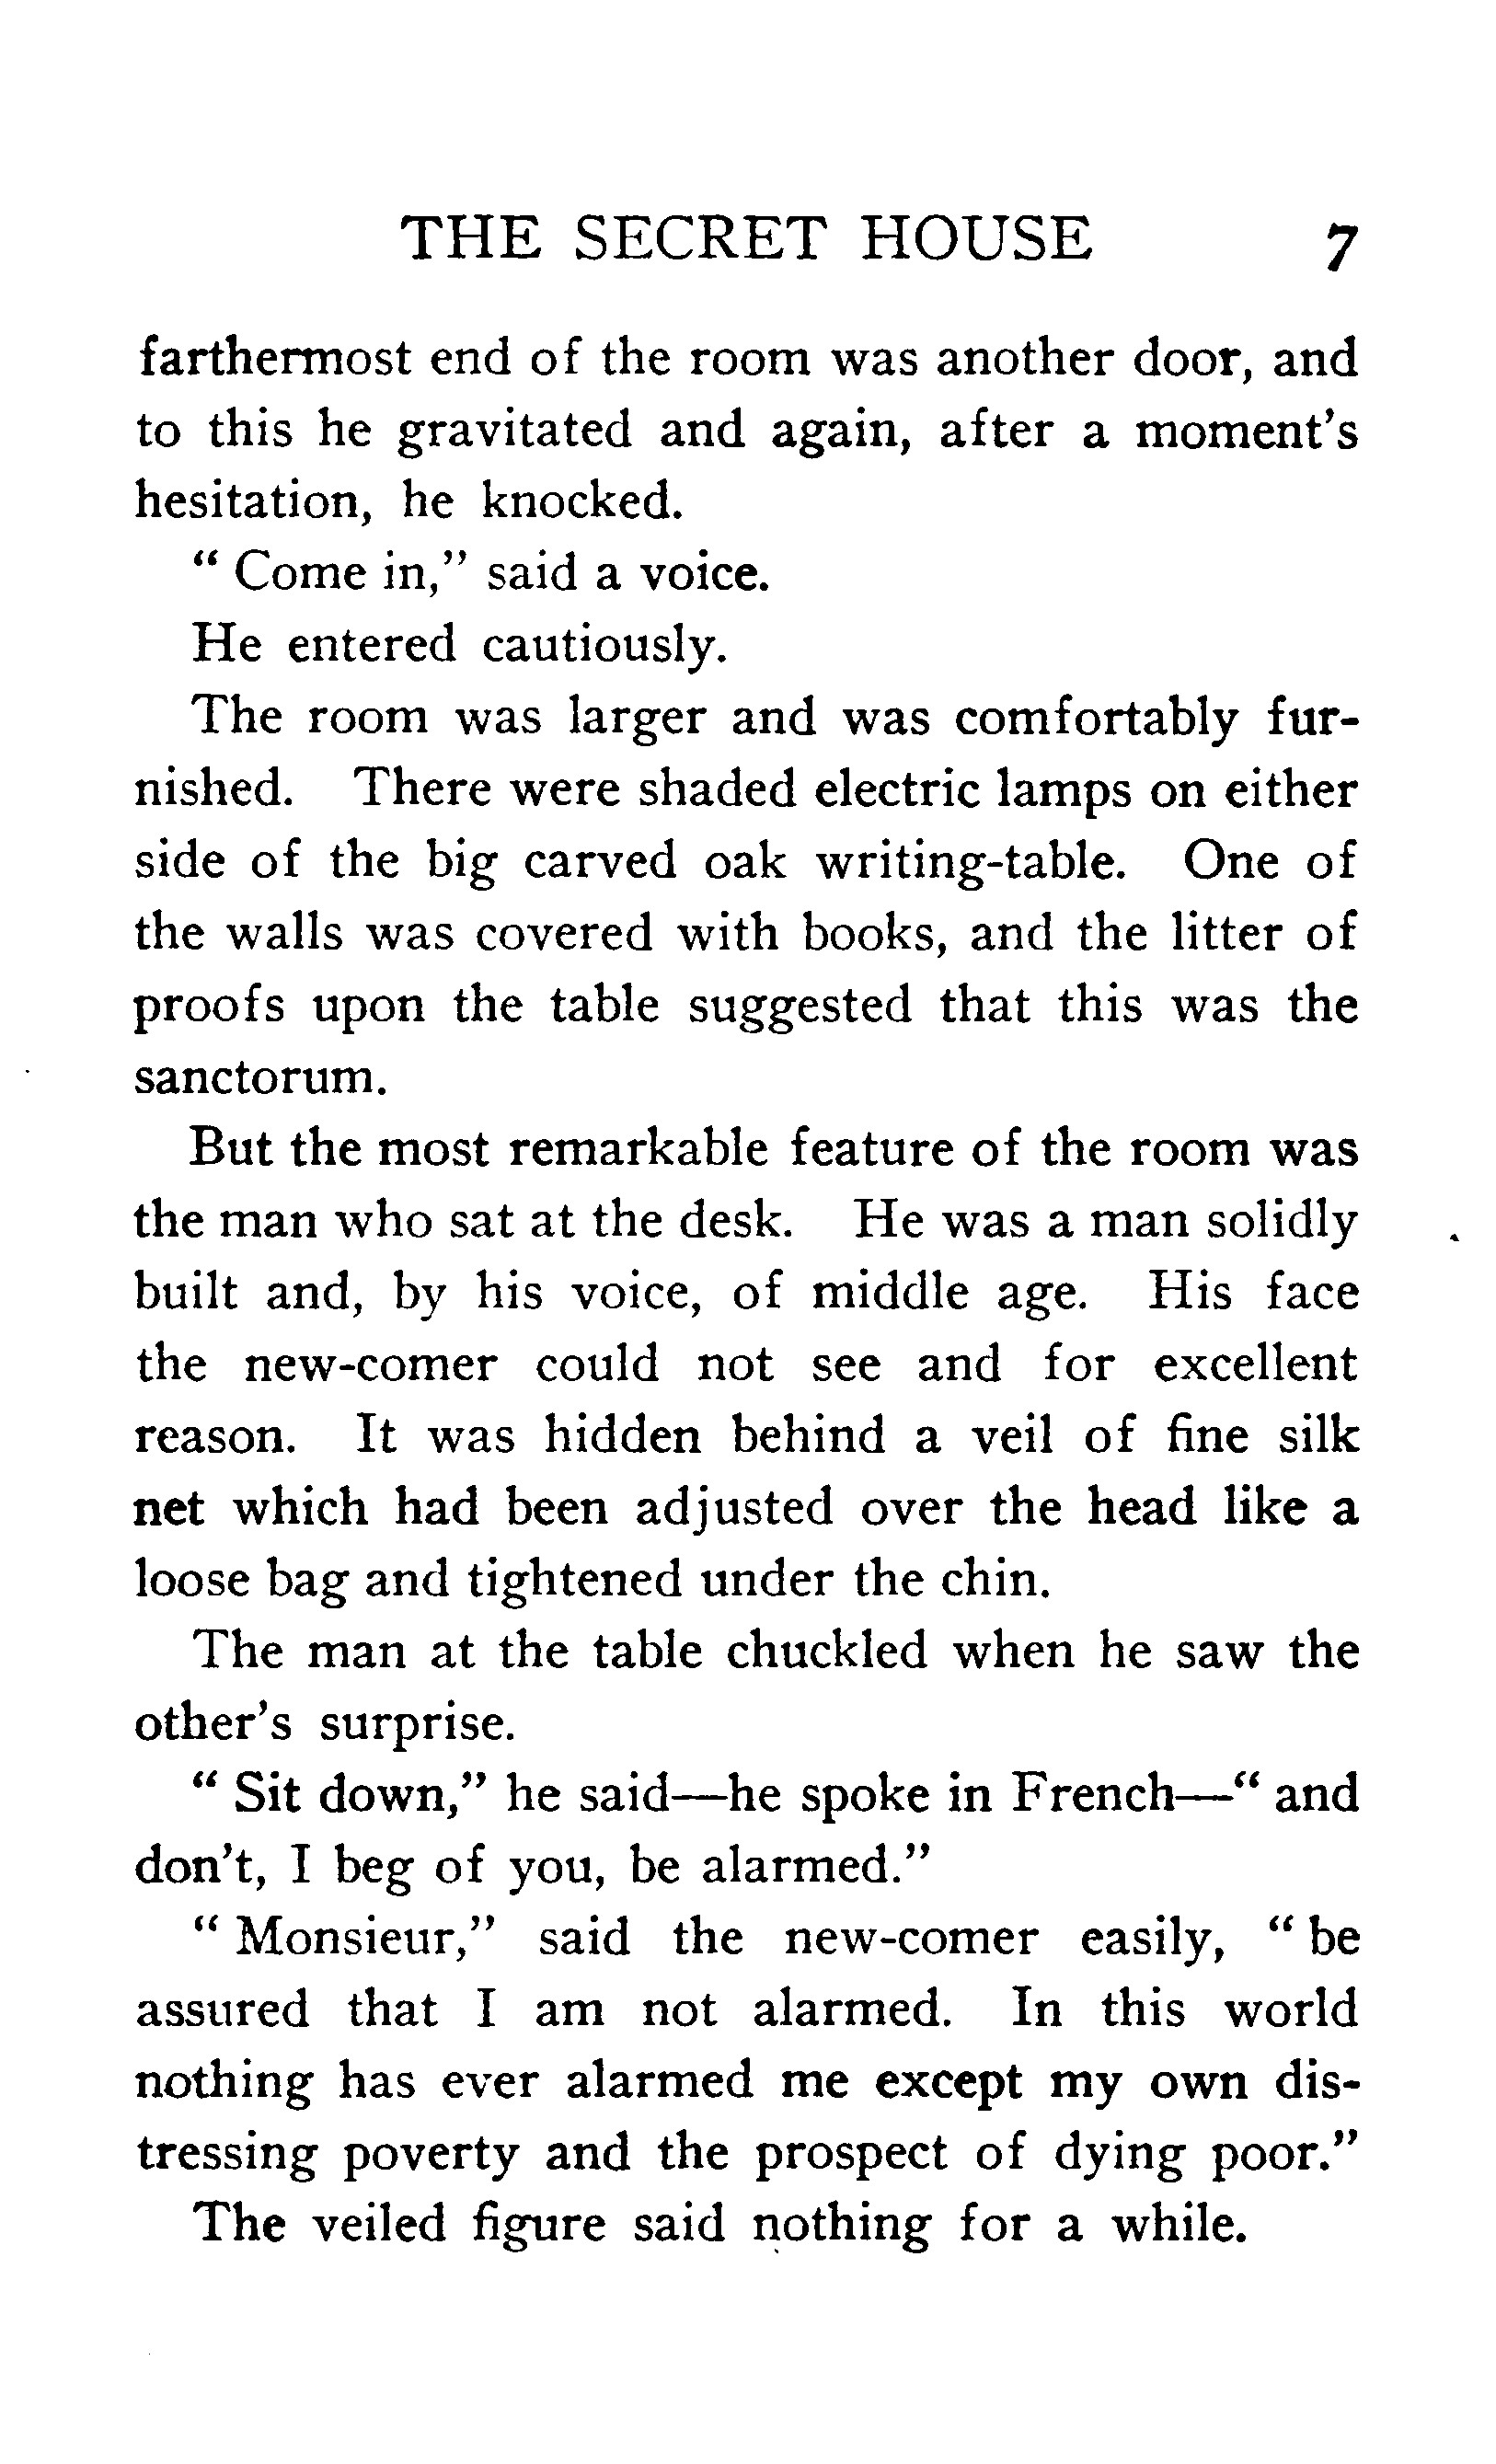 THE SECRET HOUSE 7
farthermost end of the room was another door, and
to this he gravitated and again, after a moment's
hesitation, he knocked.
“ Come in,” said a voice.
He entered cautiously.
The room was larger and was comfortably fur-
nished. There were shaded electric lamps on either
side of the big carved oak writing-table. One of
the walls was covered with books, and the litter of
proofs upon the table suggested that this was the
sanctorum.
But the most remarkable feature of the room was
the man who sat at the desk. He was a man solidly
built and, by his voice, of middle age. His face
the new-comer could not see and for excellent
reason. It was hidden behind a veil of fine silk
net which had been adjusted over the head like a
loose bag and tightened under the chin.
The man at the table chuckled when he saw the
other's surprise.
“ Sit down,” he said—he spoke in French—“ and
don't, I beg of you, be alarmed.”
“ Monsieur,” said the new-comer easily, “ be
assured that I am not alarmed. In this world
nothing has ever alarmed me except my own dis-
tressing poverty and the prospect of dying poor.”
The veiled figure said nothing for a while.